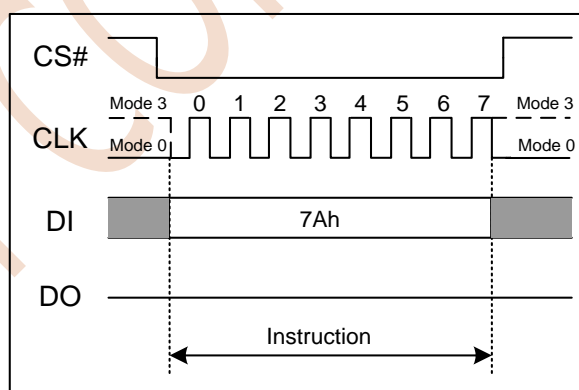 CS#
Mode 3 0 1 2 3 4 5 6 7 Mode 3
CLK
Mode 0 Mode 0
DI 7Ah
DO
Instruction